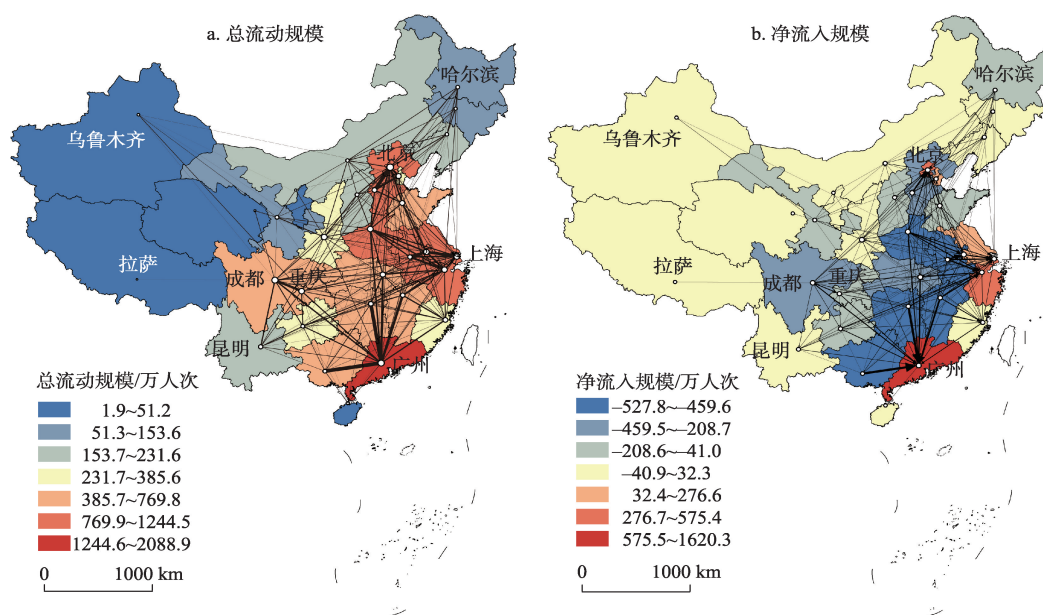 a. 总流动规模
哈尔滨
乌鲁木齐
北京
拉萨
成都
重庆
上海
昆明
广州
总流动规模/万人次
1.9~51.2
51.3~153.6
153.7~231.6
231.7~385.6
385.7~769.8
769.9~1244.5
1244.6~2088.9
0 1000 km
b. 净流入规模
哈尔滨
乌鲁木齐
北京
拉萨
成都
重庆
上海
昆明
广州
净流入规模/万人次
–527.8~–459.6
–459.5~–208.7
–208.6~–41.0
–40.9~32.3
32.4~276.6
276.7~575.4
575.5~1620.3
0 1000 km